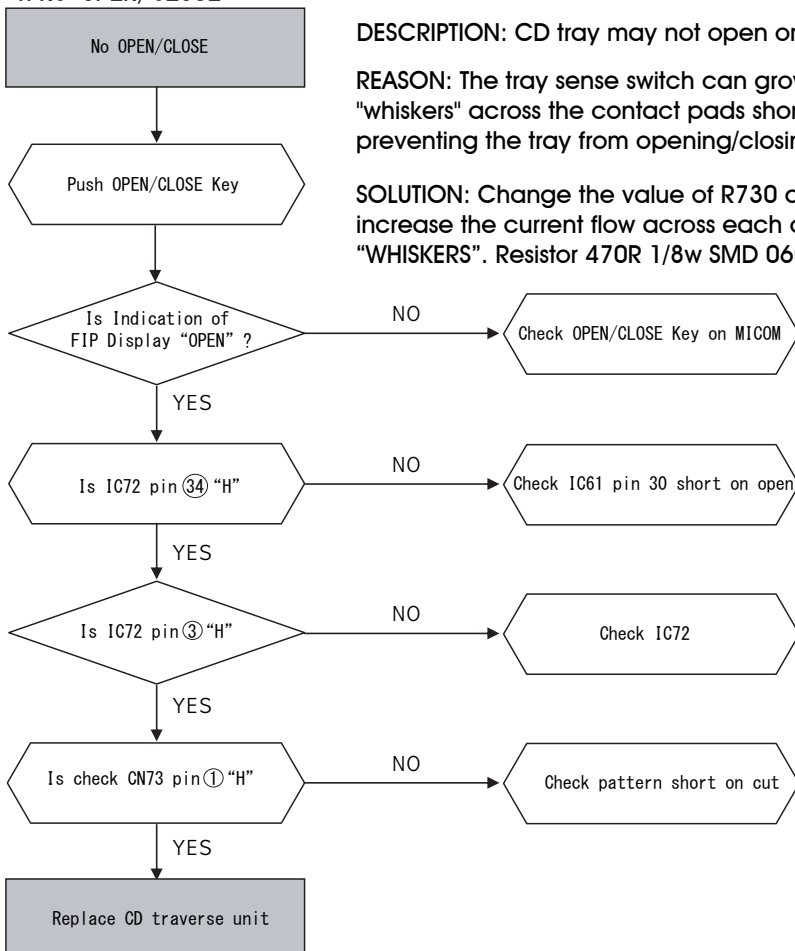 No OPEN/CLOSE
DESCRIPTION: CD tray may not open or
REASON: The tray sense switch can
"whiskers" across the contact pads
preventing the tray from
SOLUTION: Change the value of R730
increase the current flow across each
“WHISKERS”. Resistor 470R 1/8w SMD
Push OPEN/CLOSE Key
Is Indication of
FIP Display “OPEN” ?
NO
Check OPEN/CLOSE Key on MICOM
YES
Is IC72 pin ㉞ “H”
NO
Check IC61 pin 30 short on open
YES
Is IC72 pin ③ “H”
NO
Check IC72
YES
Is check CN73 pin ① “H”
NO
Check pattern short on cut
YES
Replace CD traverse unit